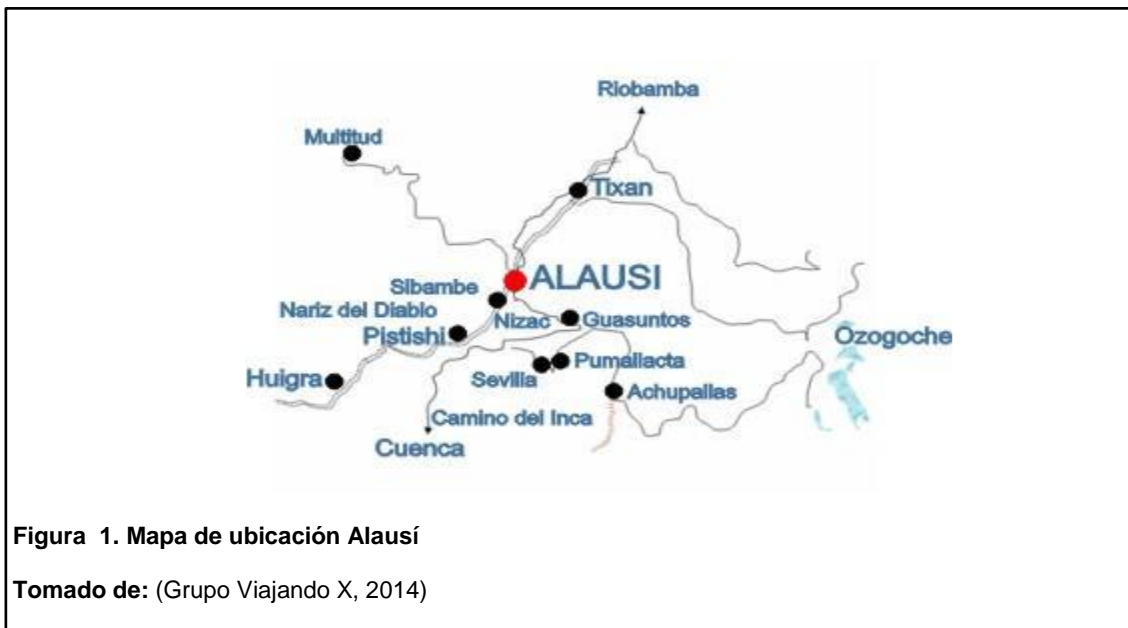 Riobamba
Multitud
Tixan
ALAUSI
Sibambe
Nariz del Diablo
Nizac
Guasuntos
Pistishi
Ozogoche
Pumallacta
Huigra
Sevilla
Achupallas
Camino del Inca
Cuenca
Figura 1. Mapa de ubicación Alausí
Tomado de: (Grupo Viajando X, 2014)